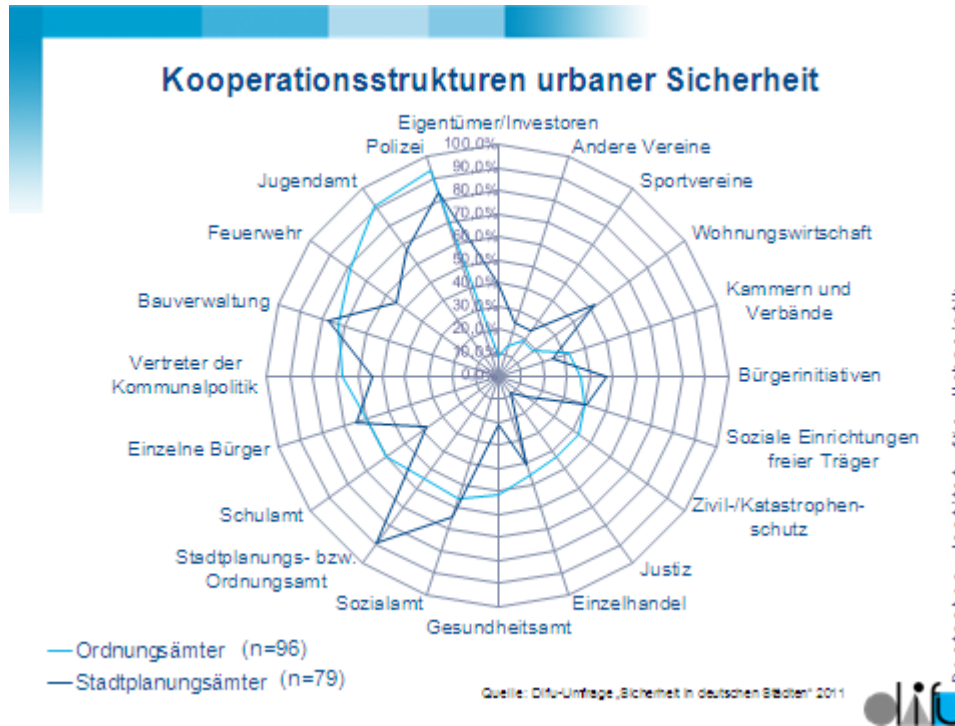 Kooperationsstrukturen urbaner Sicherheit
Eigentümer/Investoren
Polizei
100,0%
Andere Vereine
90,0%
Jugendamt
80,0%
Sportvereine
70,0%
Feuerwehr
60,0%
Wohnungswirtschaft
50,0%
40,0%
Bauverwaltung
30,0%
Kammern und
Verbände
20,0%
10,0%
Vertreter der
Kommunalpolitik
0,0%
Bürgerinitiativen
Einzelne Bürger
Soziale Einrichtungen
freier Träger
Schulamt
Zivil-/Katastrophen-
schutz
Stadtplanungs- bzw.
Ordnungsamt
Justiz
Sozialamt
Einzelhandel
Gesundheitsamt
Ordnungsämter (n=96)
Stadtplanungsämter (n=79)
Quelle: Difu-Umfrage „Sicherheit in deutschen Städten“ 2011
difu